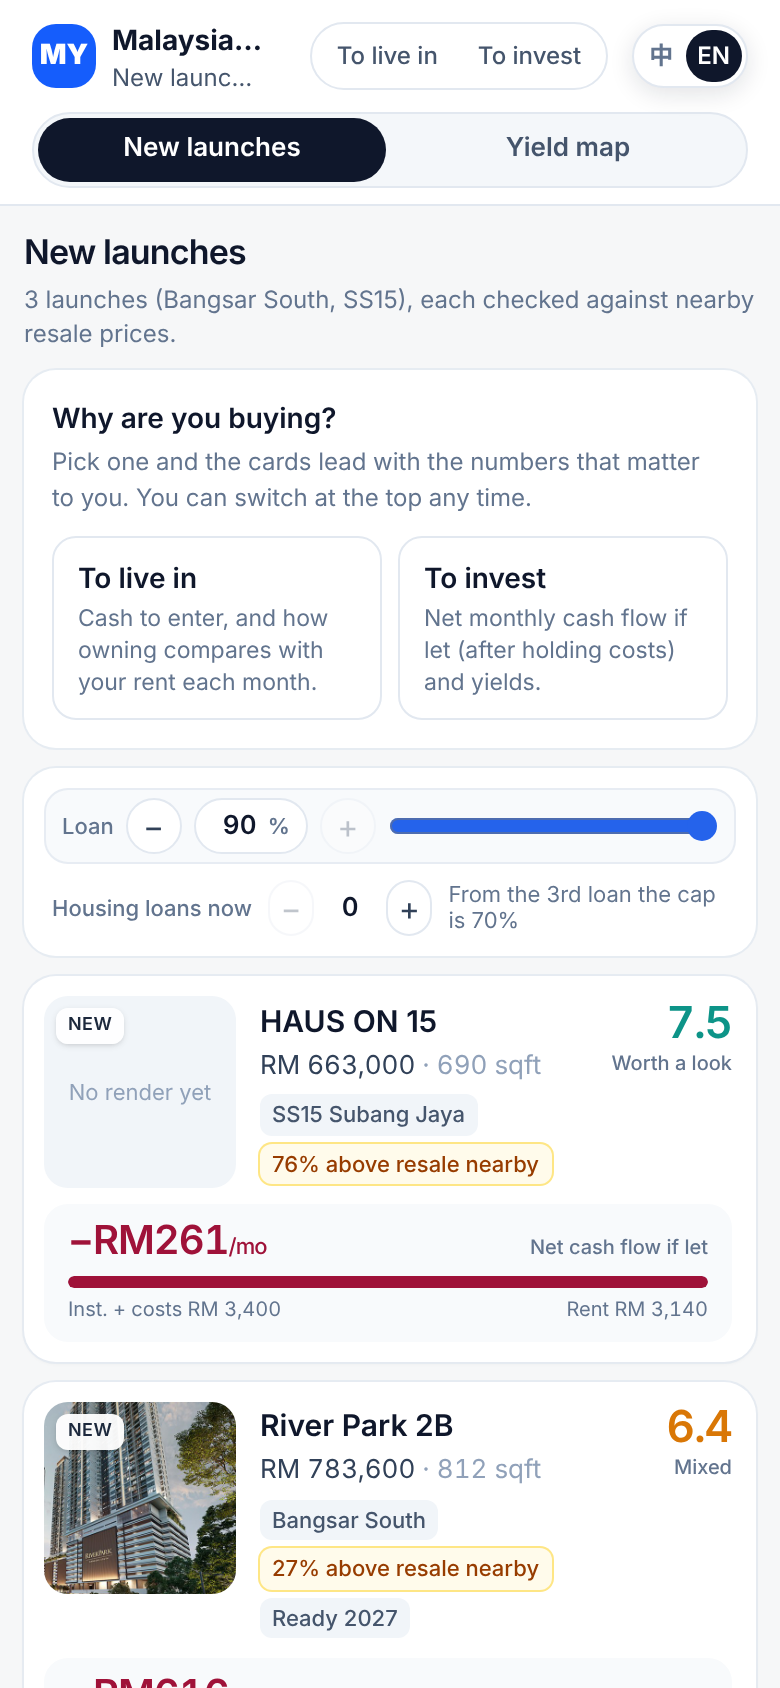 MY
Malaysia...
New launc...
To live in
To invest
中
EN
New launches
Yield map
New launches
3 launches (Bangsar South, SS15), each checked against nearby
resale prices.
Why are you buying?
Pick one and the cards lead with the numbers that matter
to you. You can switch at the top any time.
To live in
Cash to enter, and how
owning compares with
your rent each month.
To invest
Net monthly cash flow if
let (after holding costs)
and yields.
Loan
−
90 %
+
Housing loans now
−
0
+
From the 3rd loan the cap
is 70%
NEW
No render yet
HAUS ON 15
7.5
RM 663,000 · 690 sqft
Worth a look
SS15 Subang Jaya
76% above resale nearby
−RM261/mo
Net cash flow if let
Inst. + costs RM 3,400
Rent RM 3,140
NEW
RIVER PARK
River Park 2B
6.4
RM 783,600 · 812 sqft
Mixed
Bangsar South
27% above resale nearby
Ready 2027